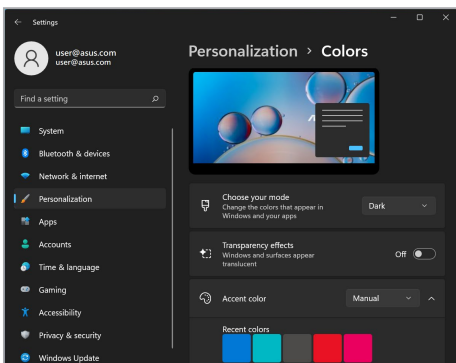 Settings
user@asus.com
user@asus.com
Find a setting
System
Bluetooth & devices
Network & internet
Personalization
Apps
Accounts
Time & language
Gaming
Accessibility
Privacy & security
Windows Update
Personalization > Colors
Choose your mode
Change the colors that appear in
Windows and your apps
Dark
Transparency effects
Windows and surfaces appear
translucent
Off
Accent color
Manual
Recent colors